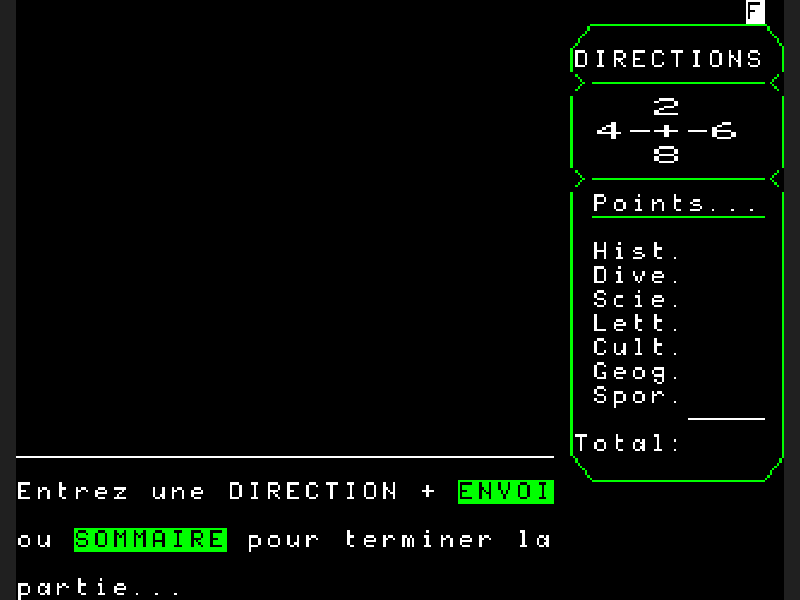 F
DIRECTIONS
2
4 -+-6
8
Points...
Hist.
Dive.
Scie.
Lett.
Cult.
Geog.
Spor.
Total:
Entrez une DIRECTION + ENVOI
ou SOMMAIRE pour terminer la
partie...